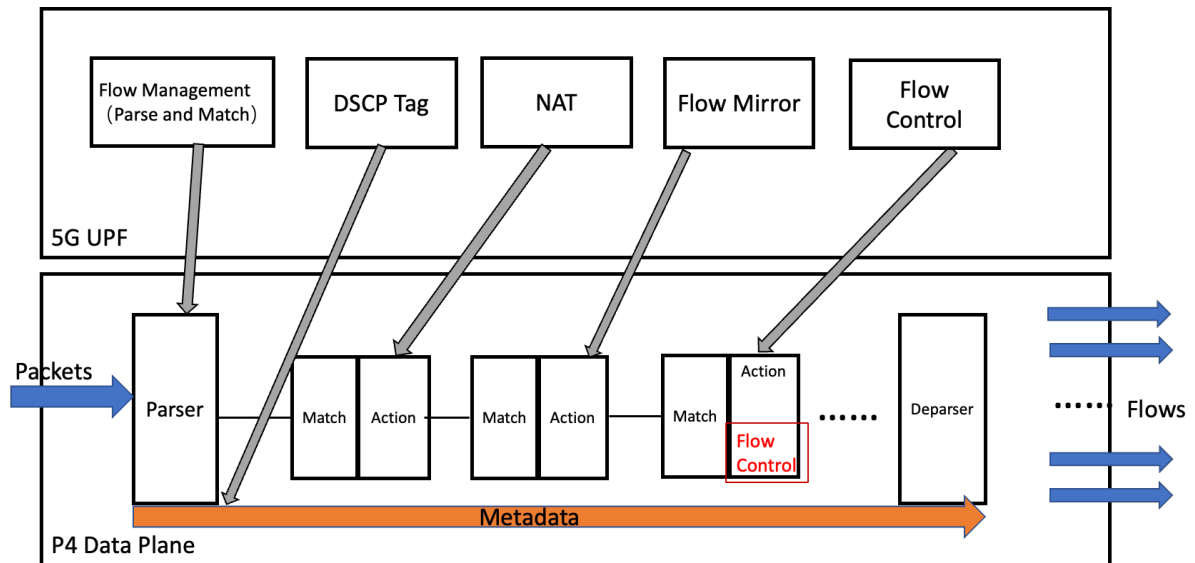 Flow Management
（Parse and Match）
DSCP Tag
NAT
Flow Mirror
Flow
Control
5G UPF
Packets
Parser
Match
Action
Match
Action
Match
Action
Flow
Control
......
Deparser
......
Flows
Metadata
P4 Data Plane